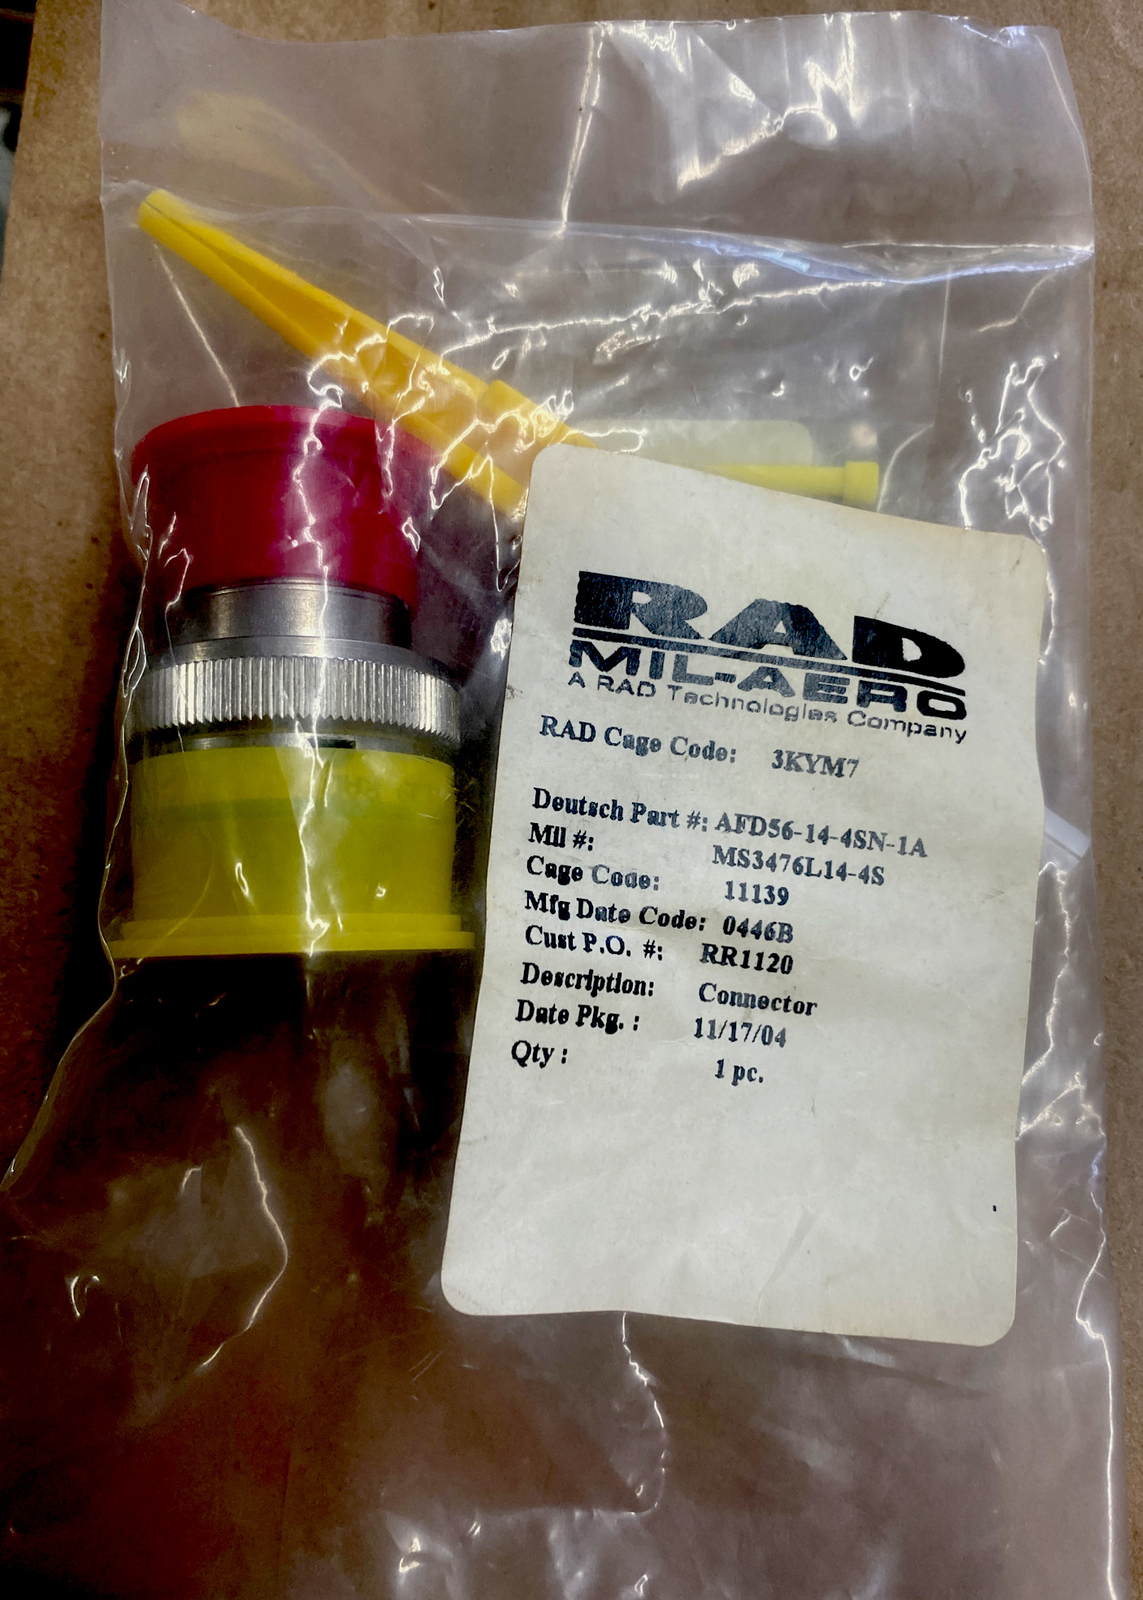 RAD
MIL-AERO
A RAD Technologies Company
RAD Cage Code: 3KYM7
Deutsch Part #: AFD56-14-4SN-1A
Mil #: MS3476L14-4S
Cage Code: 11139
Mfg Date Code: 0446B
Cust P.O. #: RR1120
Description: Connector
Date Pkg. : 11/17/04
Qty : 1 pc.